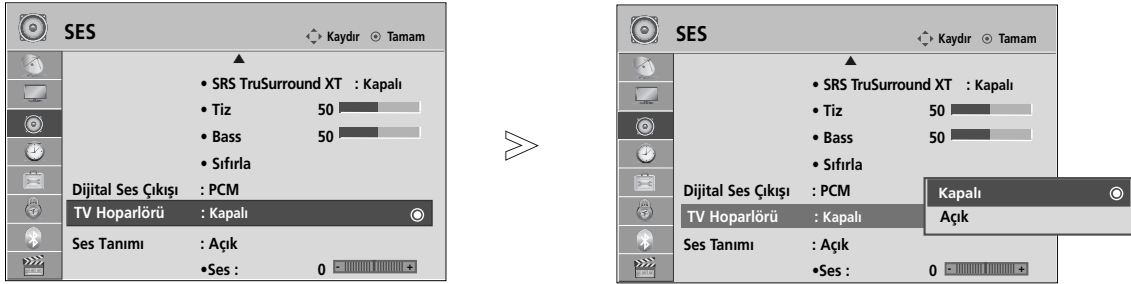 SES
Kaydır Tamam
• SRS TruSurround XT : Kapalı
• Tiz 50
• Bass 50
• Sıfırla
Dijital Ses Çıkışı : PCM
TV Hoparlörü : Kapalı
Ses Tanımı : Açık
•Ses : 0 - +
SES
Kaydır Tamam
• SRS TruSurround XT : Kapalı
• Tiz 50
• Bass 50
• Sıfırla
Dijital Ses Çıkışı : PCM
TV Hoparlörü : Kapalı
Kapalı
Açık
Ses Tanımı : Açık
•Ses : 0 - +